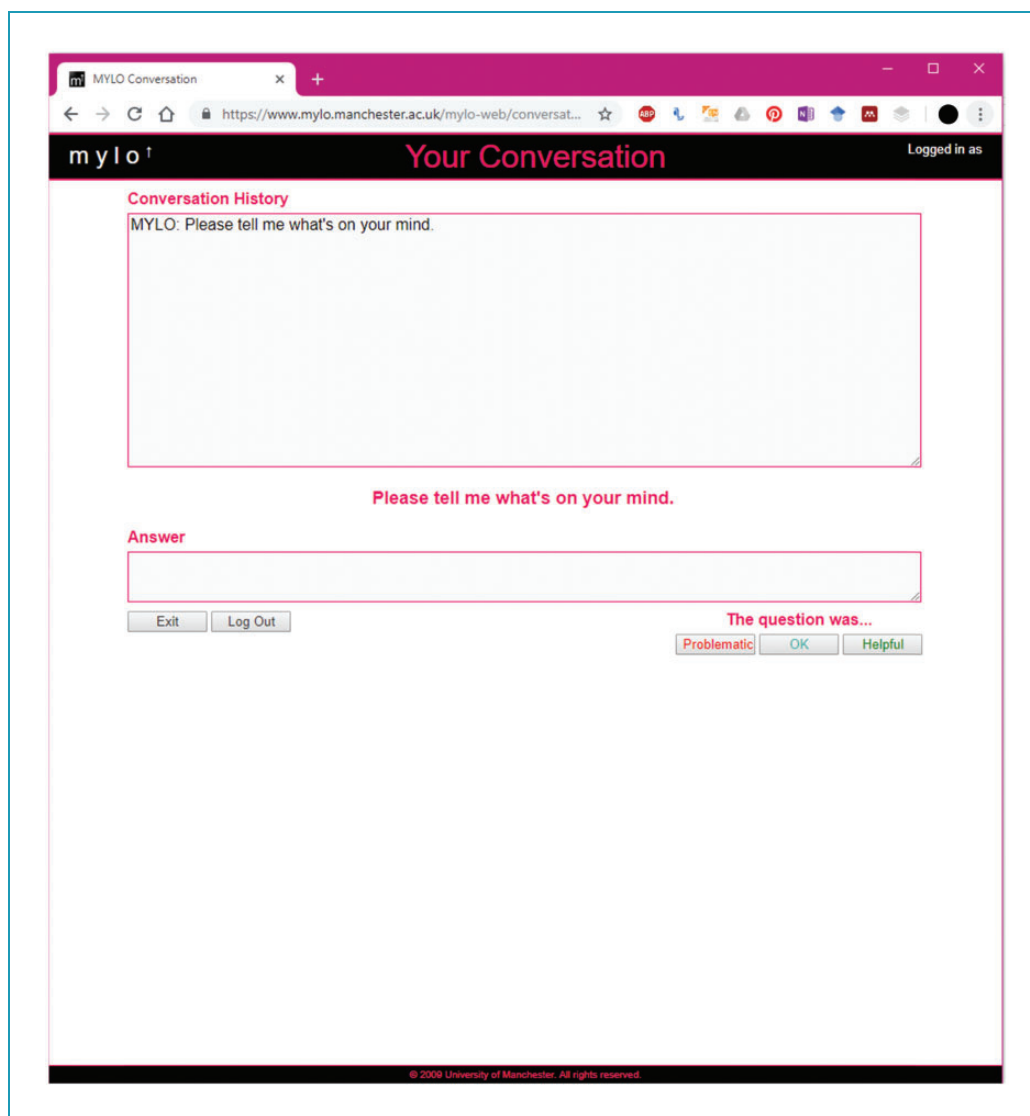 MYLO Conversation
https://www.mylo.manchester.ac.uk/mylo-web/conversat...
ABP
N
mylo↑
Your Conversation
Logged in as
Conversation History
MYLO: Please tell me what's on your mind.
Please tell me what's on your mind.
Answer
Exit
Log Out
The question was...
Problematic
OK
Helpful
© 2009 University of Manchester. All rights reserved.